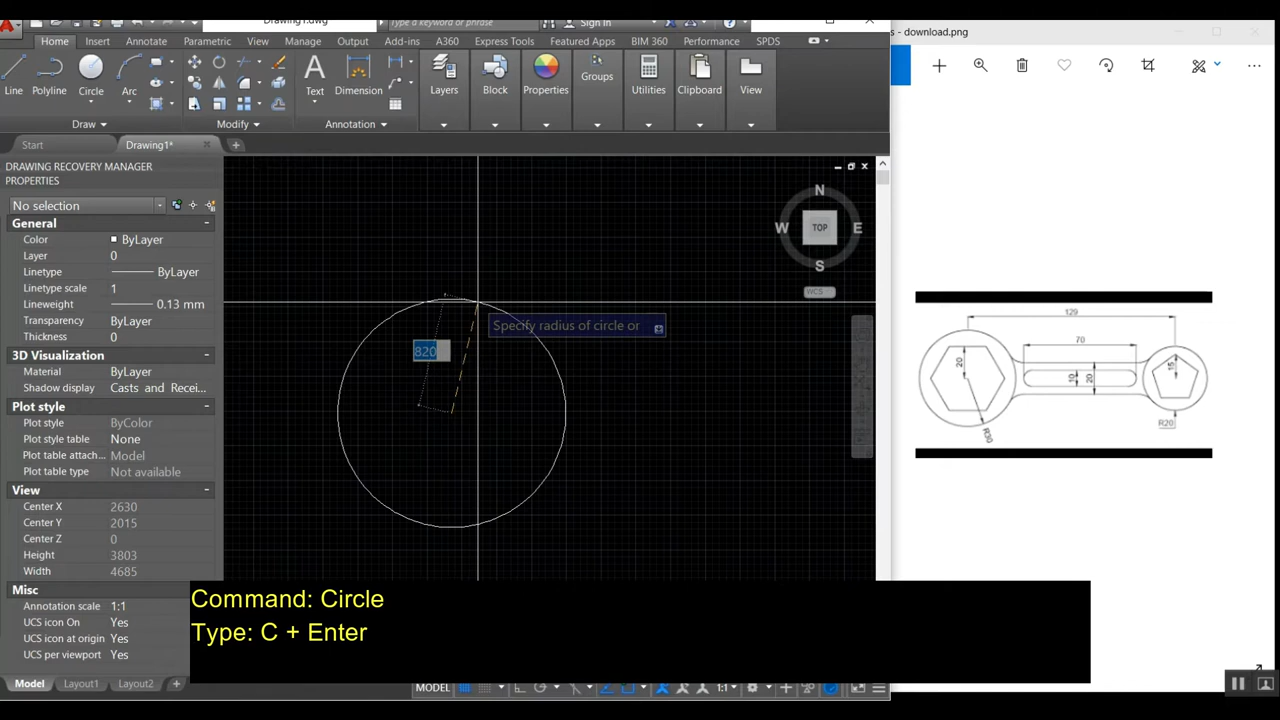 Drawing1.dwg
Type a keyword or phrase
Sign In
s - download.png
Home Insert Annotate Parametric View Manage Output Add-ins A360 Express Tools Featured Apps BIM 360 Performance SPDS
Line Polyline Circle Arc
Text Dimension
Layers Block Properties Groups Utilities Clipboard View
Draw Modify Annotation
Start Drawing1*
DRAWING RECOVERY MANAGER
PROPERTIES
No selection
General
Color ByLayer
Layer 0
Linetype ByLayer
Linetype scale 1
Lineweight 0.13 mm
Transparency ByLayer
Thickness 0
3D Visualization
Material ByLayer
Shadow display Casts and Recei...
Plot style
Plot style ByColor
Plot style table None
Plot table attach... Model
Plot table type Not available
View
Center X 2630
Center Y 2015
Center Z 0
Height 3803
Width 4685
Misc
Annotation scale 1:1
UCS icon On Yes
UCS icon at origin Yes
UCS per viewport Yes
N
W TOP E
S
WCS
Specify radius of circle or
820
129
70
20
10
20
15
R30
R20
Command: Circle
Type: C + Enter
Model Layout1 Layout2
MODEL 1:1